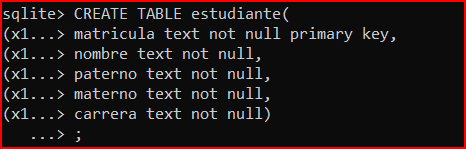 sqlite> CREATE TABLE estudiante(
(x1...> matricula text not null primary key,
(x1...> nombre text not null,
(x1...> paterno text not null,
(x1...> materno text not null,
(x1...> carrera text not null)
   ...> ;